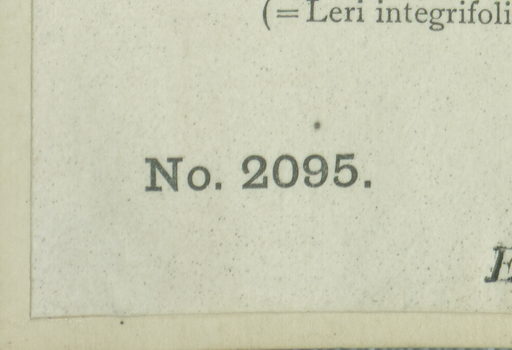 (= Leri integrifoli
No. 2095.
E